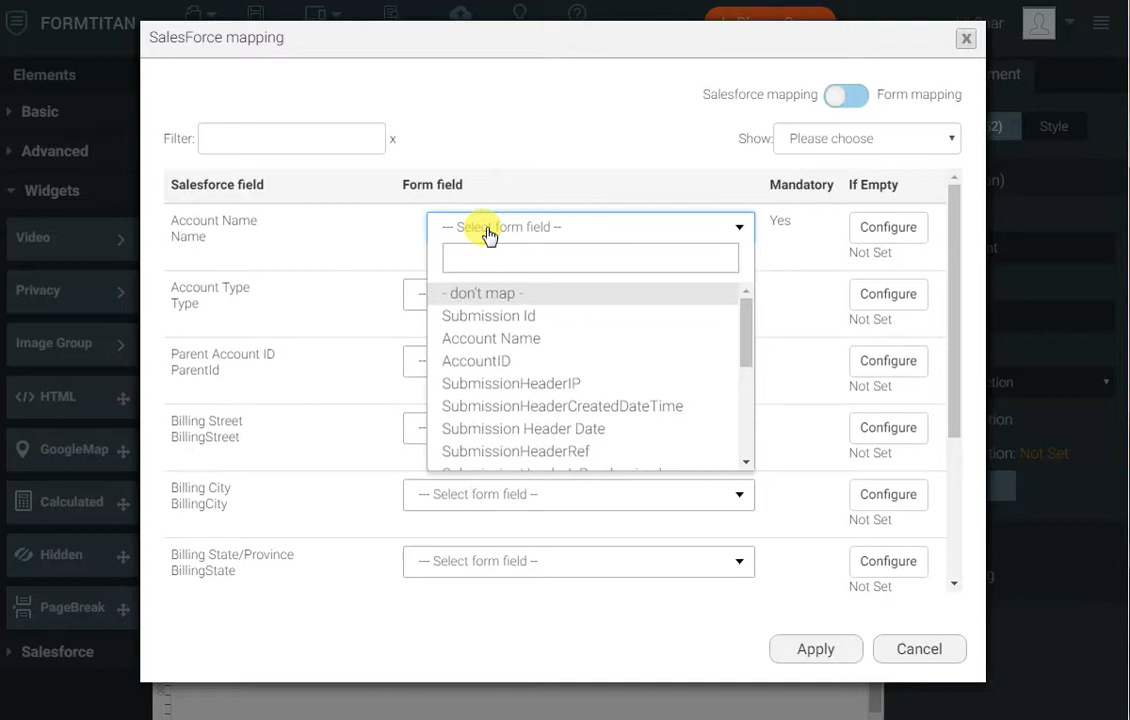 FORMTITAN
SalesForce mapping
x
Elements
Basic
Advanced
Widgets
Video
Privacy
Image Group
</> HTML
GoogleMap
Calculated
Hidden
PageBreak
Salesforce
Salesforce mapping
Form mapping
Filter:
x
Show:
Please choose
Style
Salesforce field
Form field
Mandatory
If Empty
Account Name
Name
--- Select form field --
Yes
Configure
Not Set
- don't map -
Submission Id
Account Name
AccountID
SubmissionHeaderIP
SubmissionHeaderCreatedDateTime
Submission Header Date
SubmissionHeaderRef
Account Type
Type
Configure
Not Set
Parent Account ID
ParentId
Configure
Not Set
Billing Street
BillingStreet
Configure
Not Set
Billing City
BillingCity
--- Select form field --
Configure
Not Set
Billing State/Province
BillingState
--- Select form field --
Configure
Not Set
Not Set
Apply
Cancel